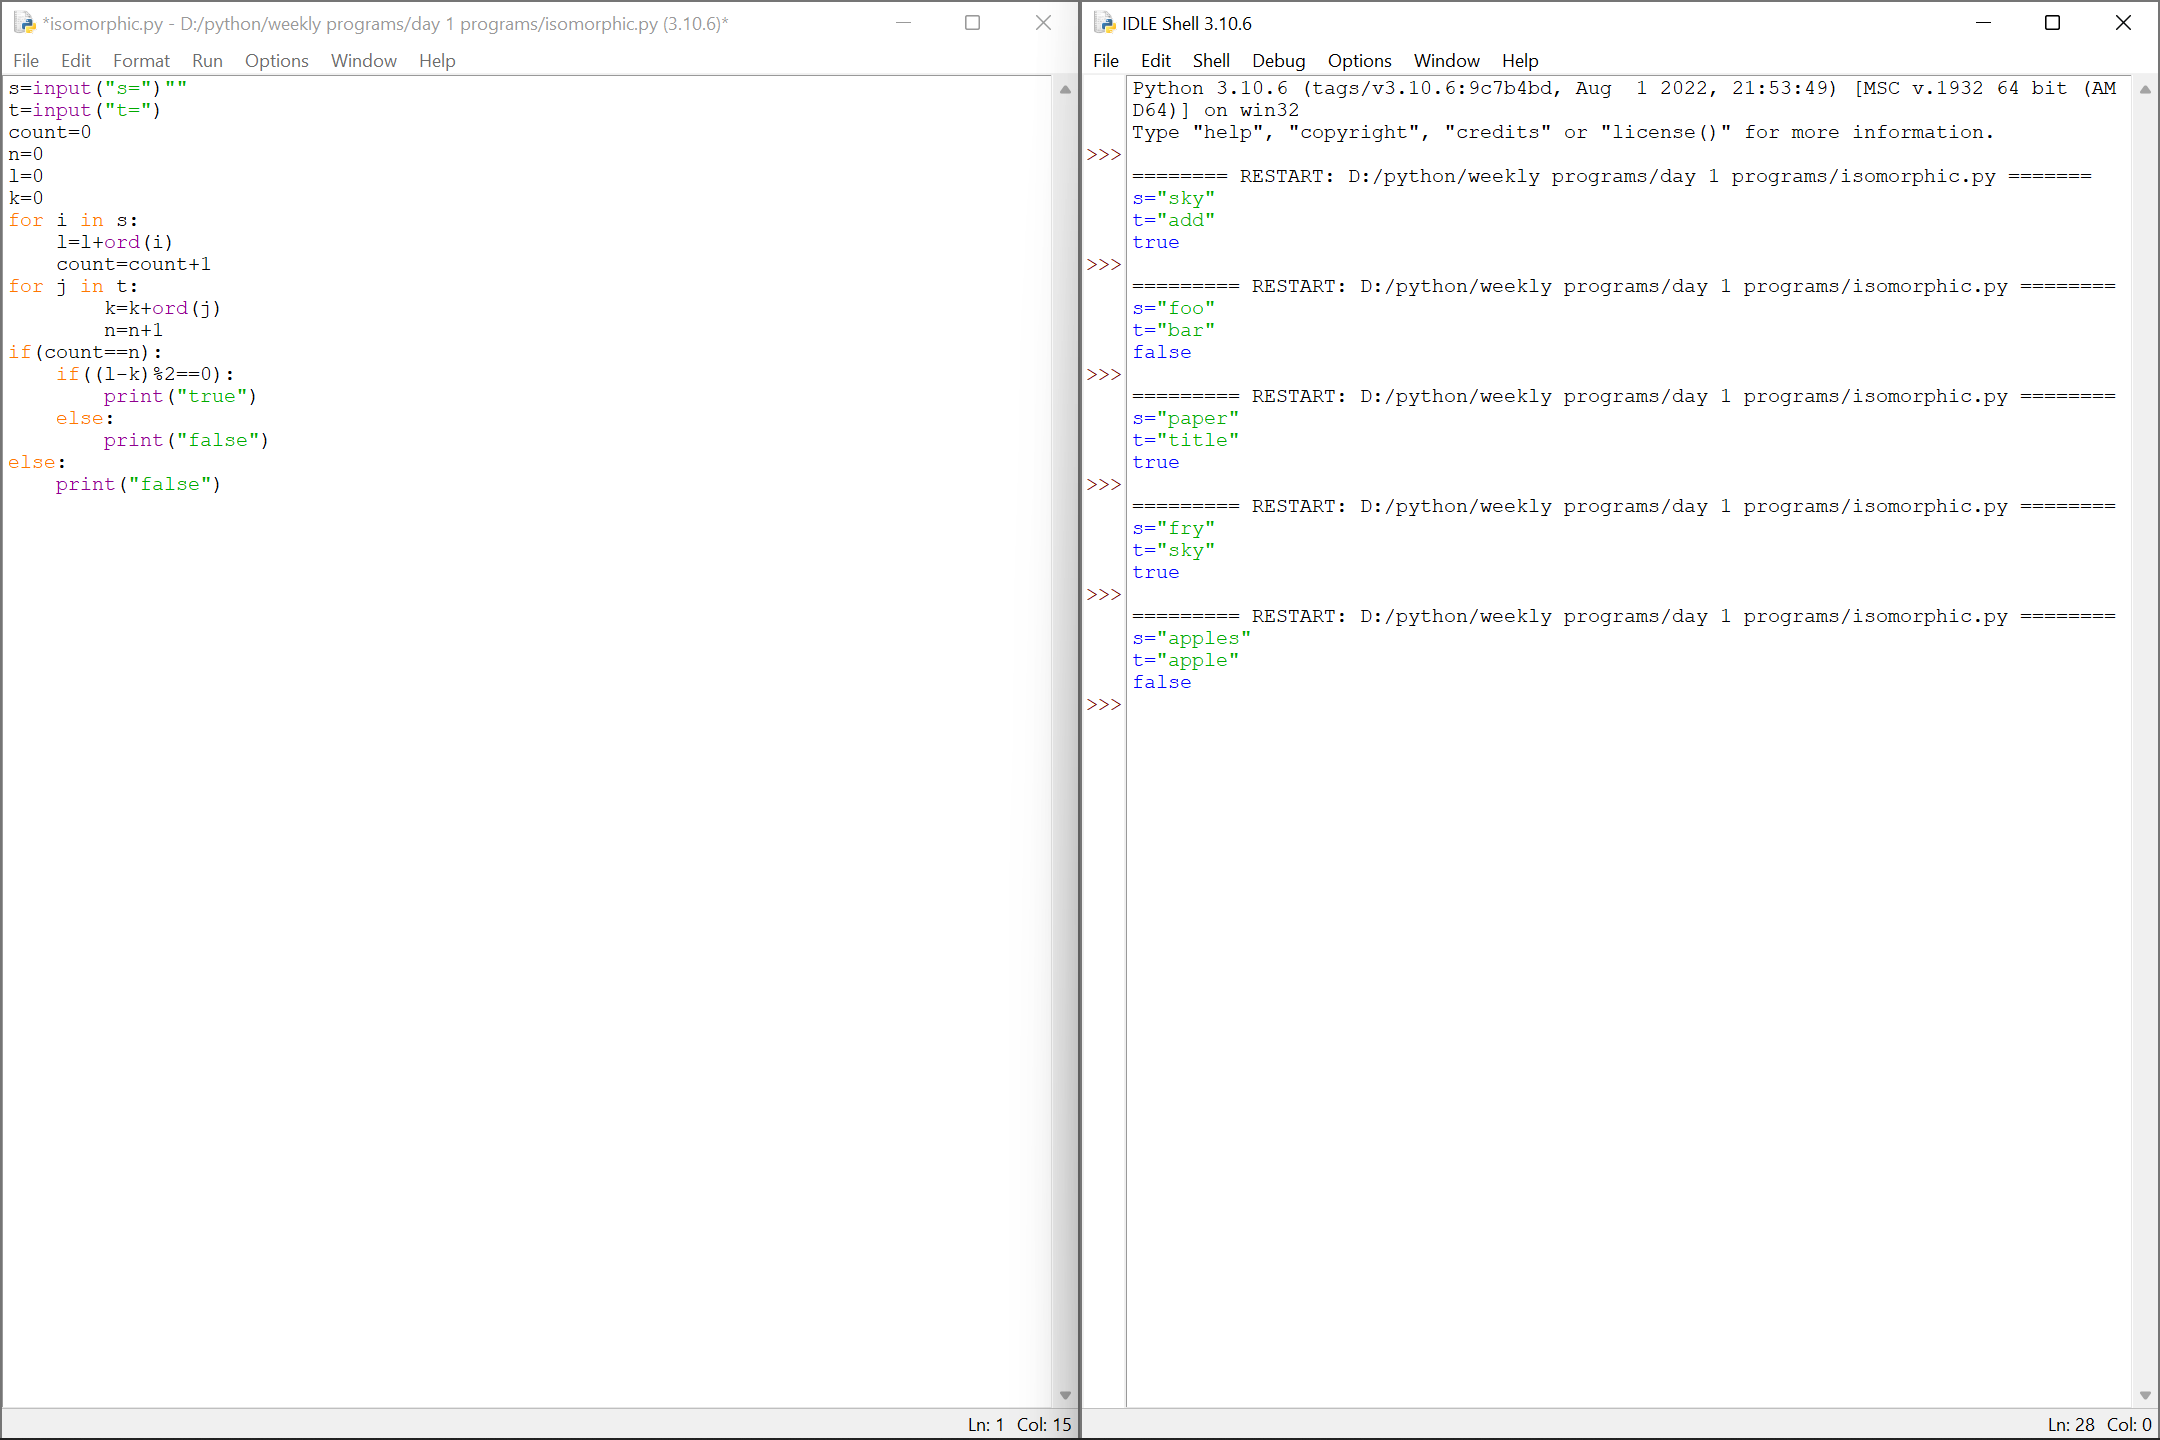 *isomorphic.py - D:/python/weekly programs/day 1 programs/isomorphic.py (3.10.6)*
File Edit Format Run Options Window Help
s=input("s=")""
t=input("t=")
count=0
n=0
l=0
k=0
for i in s:
    l=l+ord(i)
    count=count+1
for j in t:
        k=k+ord(j)
        n=n+1
if(count==n):
    if((l-k)%2==0):
        print("true")
    else:
        print("false")
else:
    print("false")
Ln: 1 Col: 15
IDLE Shell 3.10.6
File Edit Shell Debug Options Window Help
Python 3.10.6 (tags/v3.10.6:9c7b4bd, Aug  1 2022, 21:53:49) [MSC v.1932 64 bit (AM
D64)] on win32
Type "help", "copyright", "credits" or "license()" for more information.
>>>
======== RESTART: D:/python/weekly programs/day 1 programs/isomorphic.py =======
s="sky"
t="add"
true
>>>
========= RESTART: D:/python/weekly programs/day 1 programs/isomorphic.py ========
s="foo"
t="bar"
false
>>>
========= RESTART: D:/python/weekly programs/day 1 programs/isomorphic.py ========
s="paper"
t="title"
true
>>>
========= RESTART: D:/python/weekly programs/day 1 programs/isomorphic.py ========
s="fry"
t="sky"
true
>>>
========= RESTART: D:/python/weekly programs/day 1 programs/isomorphic.py ========
s="apples"
t="apple"
false
>>>
Ln: 28 Col: 0